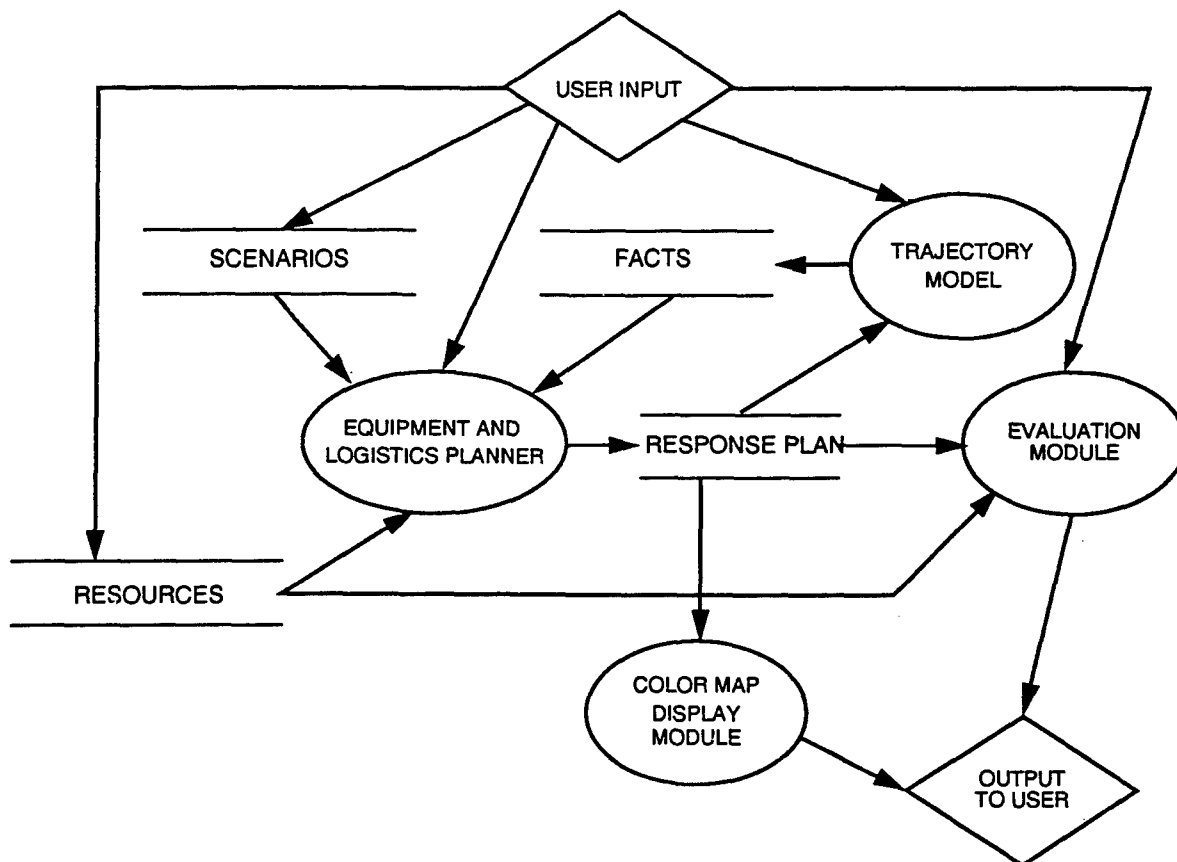 USER INPUT
SCENARIOS
FACTS
TRAJECTORY
MODEL
EQUIPMENT AND
LOGISTICS PLANNER
RESPONSE PLAN
EVALUATION
MODULE
RESOURCES
COLOR MAP
DISPLAY
MODULE
OUTPUT
TO USER